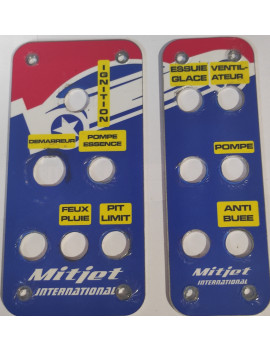 IGNITION
DEMARREUR
POMPE
ESSENCE
FEUX
PLUIE
PIT
LIMIT
Mitjet
INTERNATIONAL
ESSUIE
GLACE
VENTIL-
ATEUR
POMPE
ANTI
BUEE
Mitjet
INTERNATIONAL